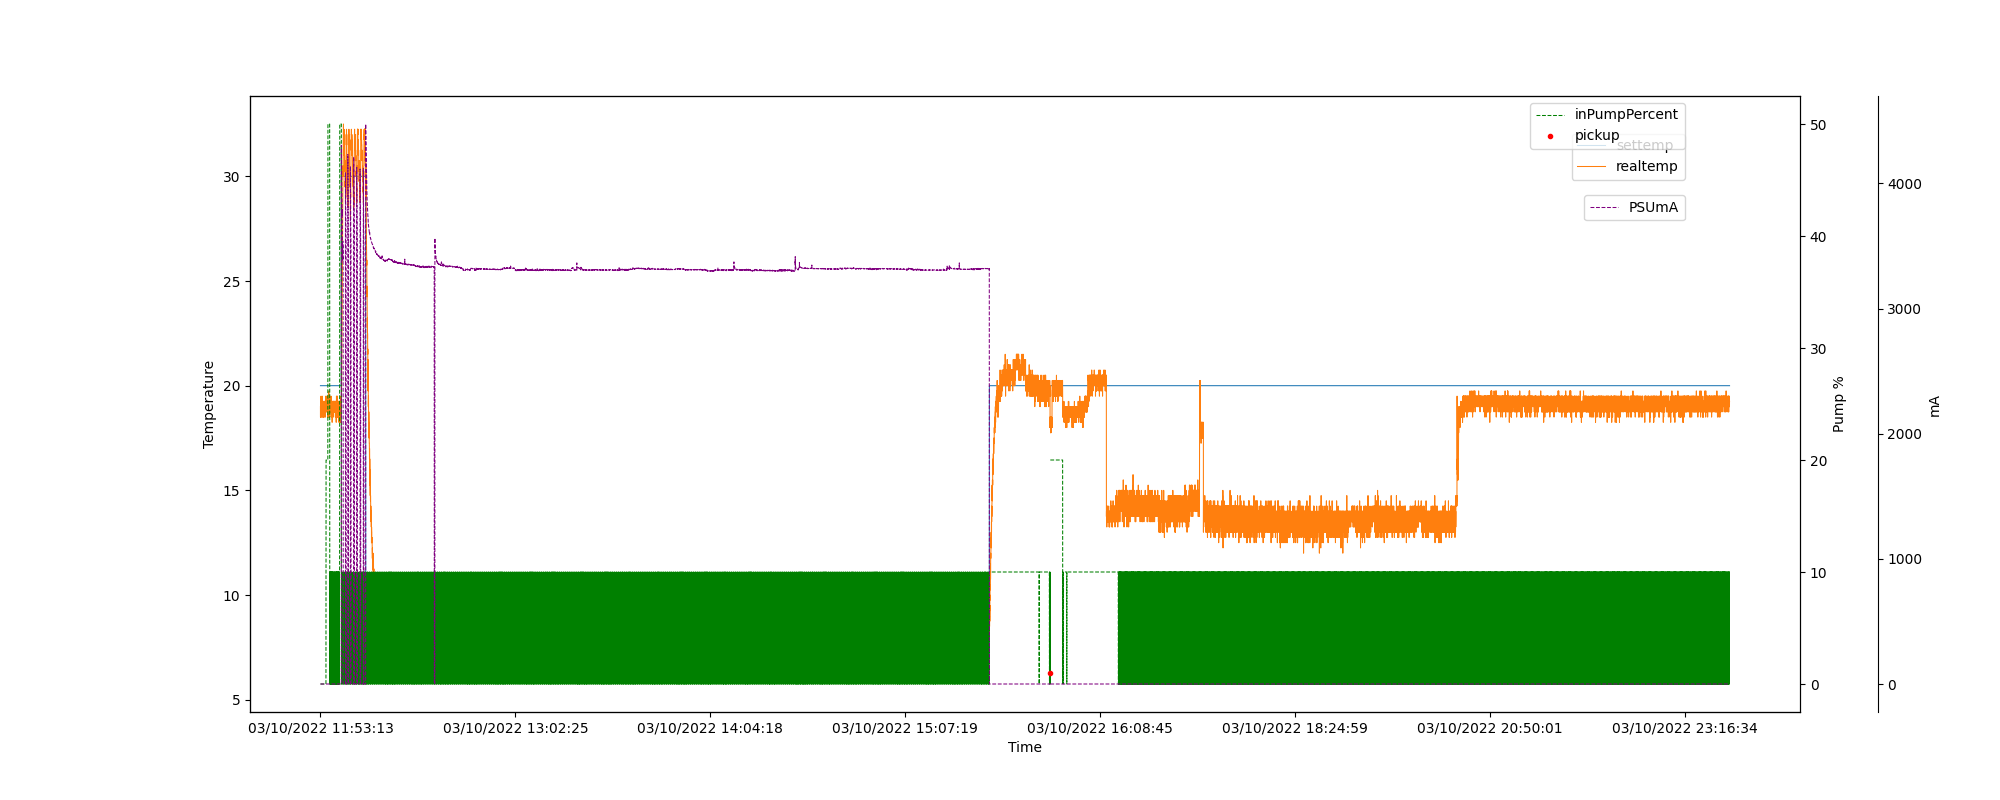 inPumpPercent
pickup
settemp
realtemp
PSUmA
Temperature
30
25
20
15
10
5
50
40
30
20
10
0
Pump %
4000
3000
2000
1000
0
mA
03/10/2022 11:53:13
03/10/2022 13:02:25
03/10/2022 14:04:18
03/10/2022 15:07:19
03/10/2022 16:08:45
03/10/2022 18:24:59
03/10/2022 20:50:01
03/10/2022 23:16:34
Time